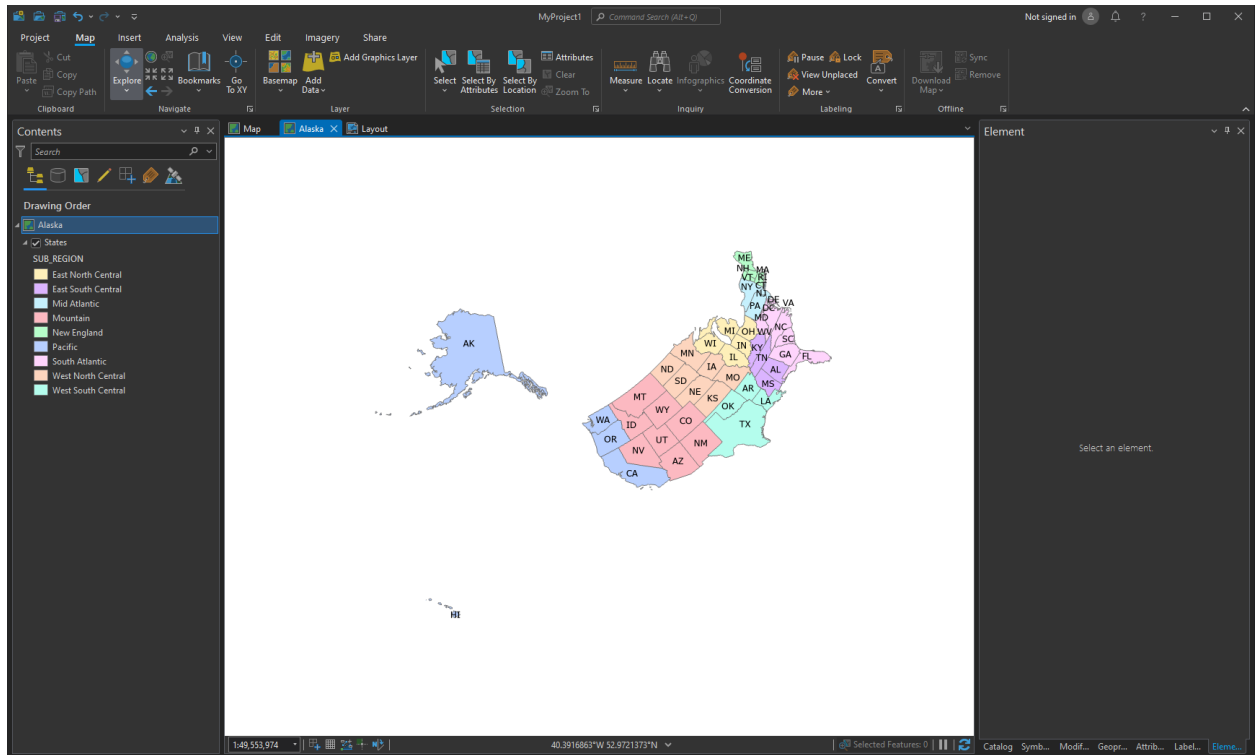 MyProject1
Command Search (Alt+Q)
Not signed in
?
Project Map Insert Analysis View Edit Imagery Share
Paste
Cut
Copy
Copy Path
Clipboard
Explore
Bookmarks
Go To XY
Navigate
Basemap
Add Data
Add Graphics Layer
Layer
Select
Select By Attributes
Select By Location
Attributes
Clear
Zoom To
Selection
Measure
Locate
Infographics
Coordinate Conversion
Inquiry
Pause
Lock
View Unplaced
More
Convert
Labeling
Download Map
Sync
Remove
Offline
Contents
Search
Drawing Order
Alaska
States
SUB_REGION
East North Central
East South Central
Mid Atlantic
Mountain
New England
Pacific
South Atlantic
West North Central
West South Central
Map Alaska Layout
ME
NH MA
VT RI
NY CT
NJ
PA DE VA
DC
MD
AK
MI OH WV NC
WI IN KY SC
MN IL TN GA FL
ND IA AL
SD MO MS
MT NE KS AR LA
WY OK
WA ID CO TX
OR UT NM
NV AZ
CA
HI
1:49,553,974
40.3916863°W 52.9721373°N
Selected Features: 0
Element
Select an element.
Catalog Symb... Modif... Geopr... Attrib... Label... Eleme...